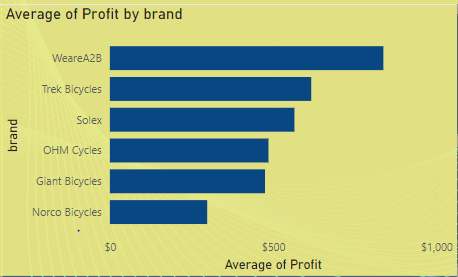 Average of Profit by brand
WeareA2B
Trek Bicycles
Solex
OHM Cycles
Giant Bicycles
Norco Bicycles
brand
$0 $500 $1,000
Average of Profit